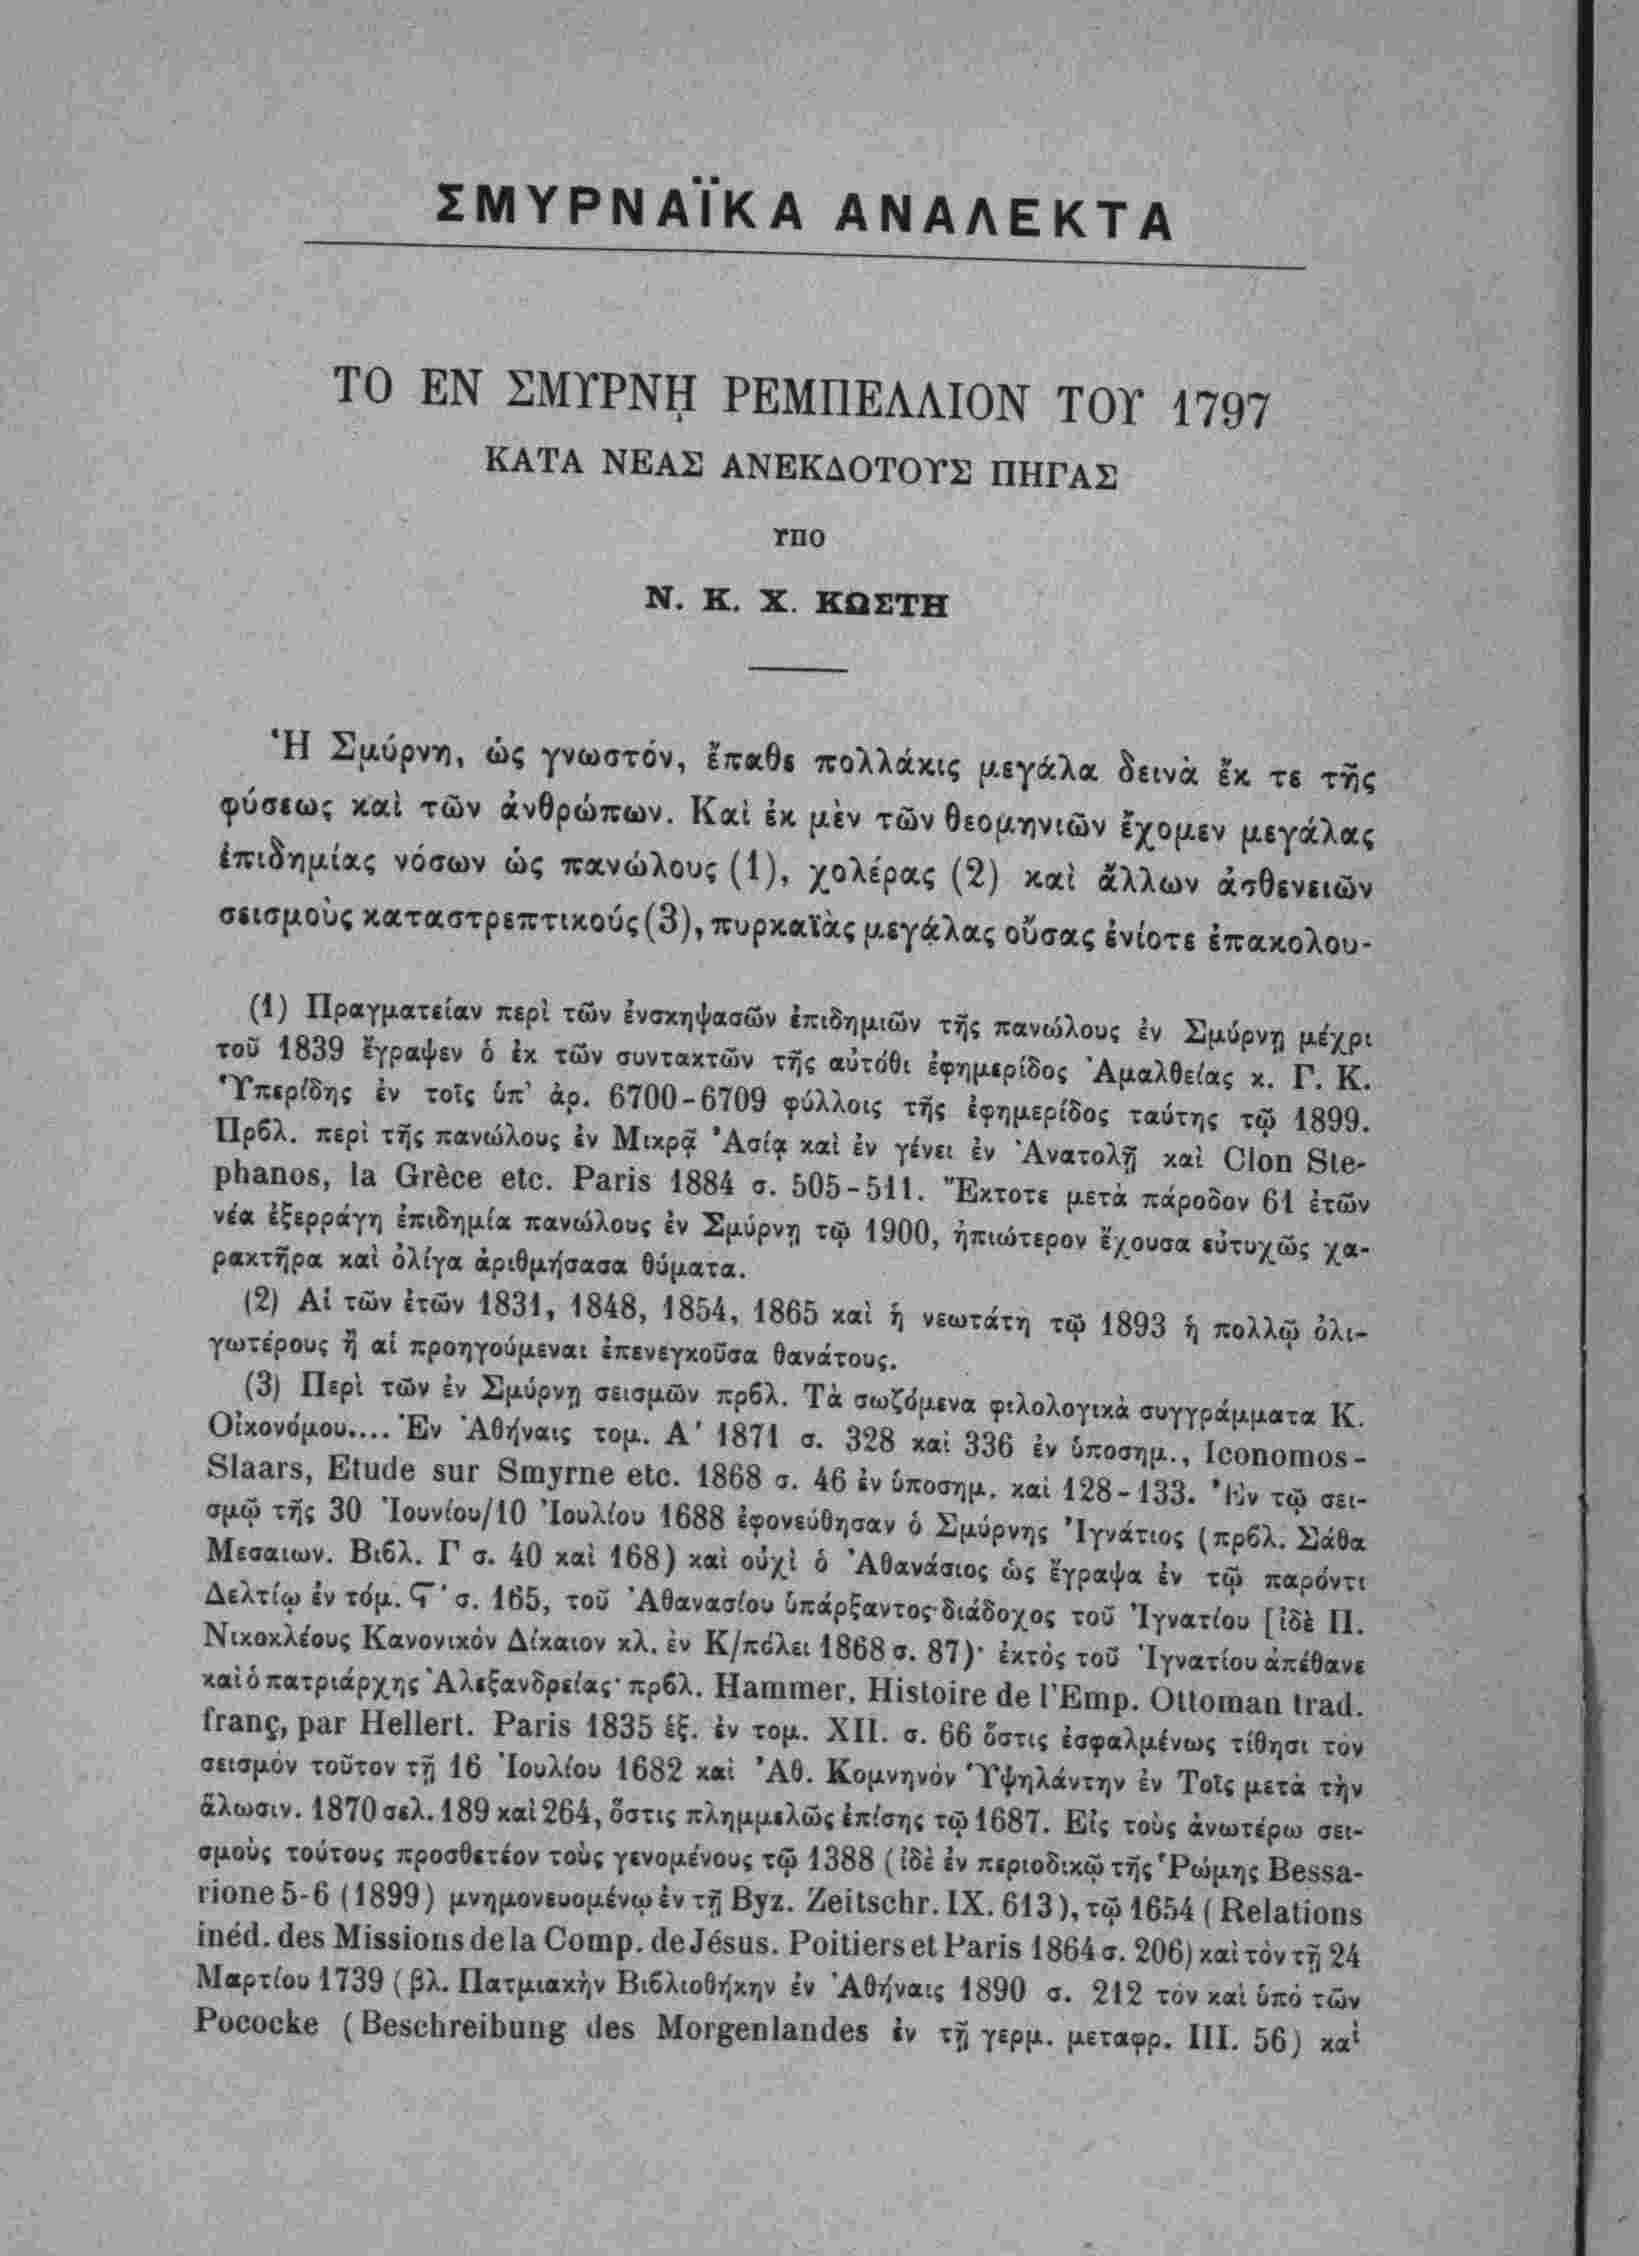 ΣΜΥΡΝΑΪΚΑ ΑΝΑΛΕΚΤΑ
ΤΟ ΕΝ ΣΜΥΡΝῌ ΡΕΜΠΕΛΛΙΟΝ ΤΟΥ 1797
ΚΑΤΑ ΝΕΑΣ ΑΝΕΚΔΟΤΟΥΣ ΠΗΓΑΣ
ΥΠΟ
Ν. Κ. Χ. ΚΩΣΤΗ
Ἡ Σμύρνη, ὡς γνωστόν, ἔπαθε πολλάκις μεγάλα δεινὰ ἔκ τε τῆς
φύσεως καὶ τῶν ἀνθρώπων. Καὶ ἐκ μὲν τῶν θεομηνιῶν ἔχομεν μεγάλας
ἐπιδημίας νόσων ὡς πανώλους (1), χολέρας (2) καὶ ἄλλων ἀσθενειῶν
σεισμοὺς καταστρεπτικούς (3), πυρκαϊὰς μεγάλας οὔσας ἐνίοτε ἐπακολου-
(1) Πραγματείαν περὶ τῶν ἐνσκηψασῶν ἐπιδημιῶν τῆς πανώλους ἐν Σμύρνῃ μέχρι
τοῦ 1839 ἔγραψεν ὁ ἐκ τῶν συντακτῶν τῆς αὐτόθι ἐφημερίδος Ἀμαλθείας κ. Γ. Κ.
Ὑπερίδης ἐν τοῖς ὑπ' ἀρ. 6700-6709 φύλλοις τῆς ἐφημερίδος ταύτης τῷ 1899.
Πρβλ. περὶ τῆς πανώλους ἐν Μικρᾷ Ἀσίᾳ καὶ ἐν γένει ἐν Ἀνατολῇ καὶ Clon Ste-
phanos, la Grèce etc. Paris 1884 σ. 505-511. Ἔκτοτε μετὰ πάροδον 61 ἐτῶν
νέα ἐξερράγη ἐπιδημία πανώλους ἐν Σμύρνῃ τῷ 1900, ἠπιώτερον ἔχουσα εὐτυχῶς χα-
ρακτῆρα καὶ ὀλίγα ἀριθμήσασα θύματα.
(2) Αἱ τῶν ἐτῶν 1831, 1848, 1854, 1865 καὶ ἡ νεωτάτη τῷ 1893 ἡ πολλῷ ὀλι-
γωτέρους ἢ αἱ προηγούμεναι ἐπενεγκοῦσα θανάτους.
(3) Περὶ τῶν ἐν Σμύρνῃ σεισμῶν πρβλ. Τὰ σωζόμενα φιλολογικὰ συγγράμματα Κ.
Οἰκονόμου.... Ἐν Ἀθήναις τομ. Α' 1871 σ. 328 καὶ 336 ἐν ὑποσημ., Iconomos-
Slaars, Etude sur Smyrne etc. 1868 σ. 46 ἐν ὑποσημ. καὶ 128-133. Ἐν τῷ σει-
σμῷ τῆς 30 Ἰουνίου/10 Ἰουλίου 1688 ἐφονεύθησαν ὁ Σμύρνης Ἰγνάτιος (πρβλ. Σάθα
Μεσαιων. Βιβλ. Γ' σ. 40 καὶ 168) καὶ οὐχὶ ὁ Ἀθανάσιος ὡς ἔγραψα ἐν τῷ παρόντι
Δελτίῳ ἐν τόμ. Ϛ' σ. 165, τοῦ Ἀθανασίου ὑπάρξαντος διάδοχος τοῦ Ἰγνατίου [ἰδὲ Π.
Νικοκλέους Κανονικὸν Δίκαιον κλ. ἐν Κ/πόλει 1868 σ. 87)· ἐκτὸς τοῦ Ἰγνατίου ἀπέθανε
καὶ ὁ πατριάρχης Ἀλεξανδρείας· πρβλ. Hammer, Histoire de l'Emp. Ottoman trad.
franç, par Hellert. Paris 1835 ἑξ. ἐν τομ. XII. σ. 66 ὅστις ἐσφαλμένως τίθησι τὸν
σεισμὸν τοῦτον τῇ 16 Ἰουλίου 1682 καὶ Ἀθ. Κομνηνὸν Ὑψηλάντην ἐν Τοῖς μετὰ τὴν
ἅλωσιν. 1870 σελ. 189 καὶ 264, ὅστις πλημμελῶς ἐπίσης τῷ 1687. Εἰς τοὺς ἀνωτέρω σει-
σμοὺς τούτους προσθετέον τοὺς γενομένους τῷ 1388 (ἰδὲ ἐν περιοδικῷ τῆς Ῥώμης Bessa-
rione 5-6 (1899) μνημονευομένῳ ἐν τῇ Byz. Zeitschr. IX. 613), τῷ 1654 (Relations
inéd. des Missions de la Comp. de Jésus. Poitiers et Paris 1864 σ. 206) καὶ τὸν τῇ 24
Μαρτίου 1739 (βλ. Πατμιακὴν Βιβλιοθήκην ἐν Ἀθήναις 1890 σ. 212 τὸν καὶ ὑπὸ τῶν
Pococke (Beschreibung des Morgenlandes ἐν τῇ γερμ. μεταφρ. III. 56) καὶ